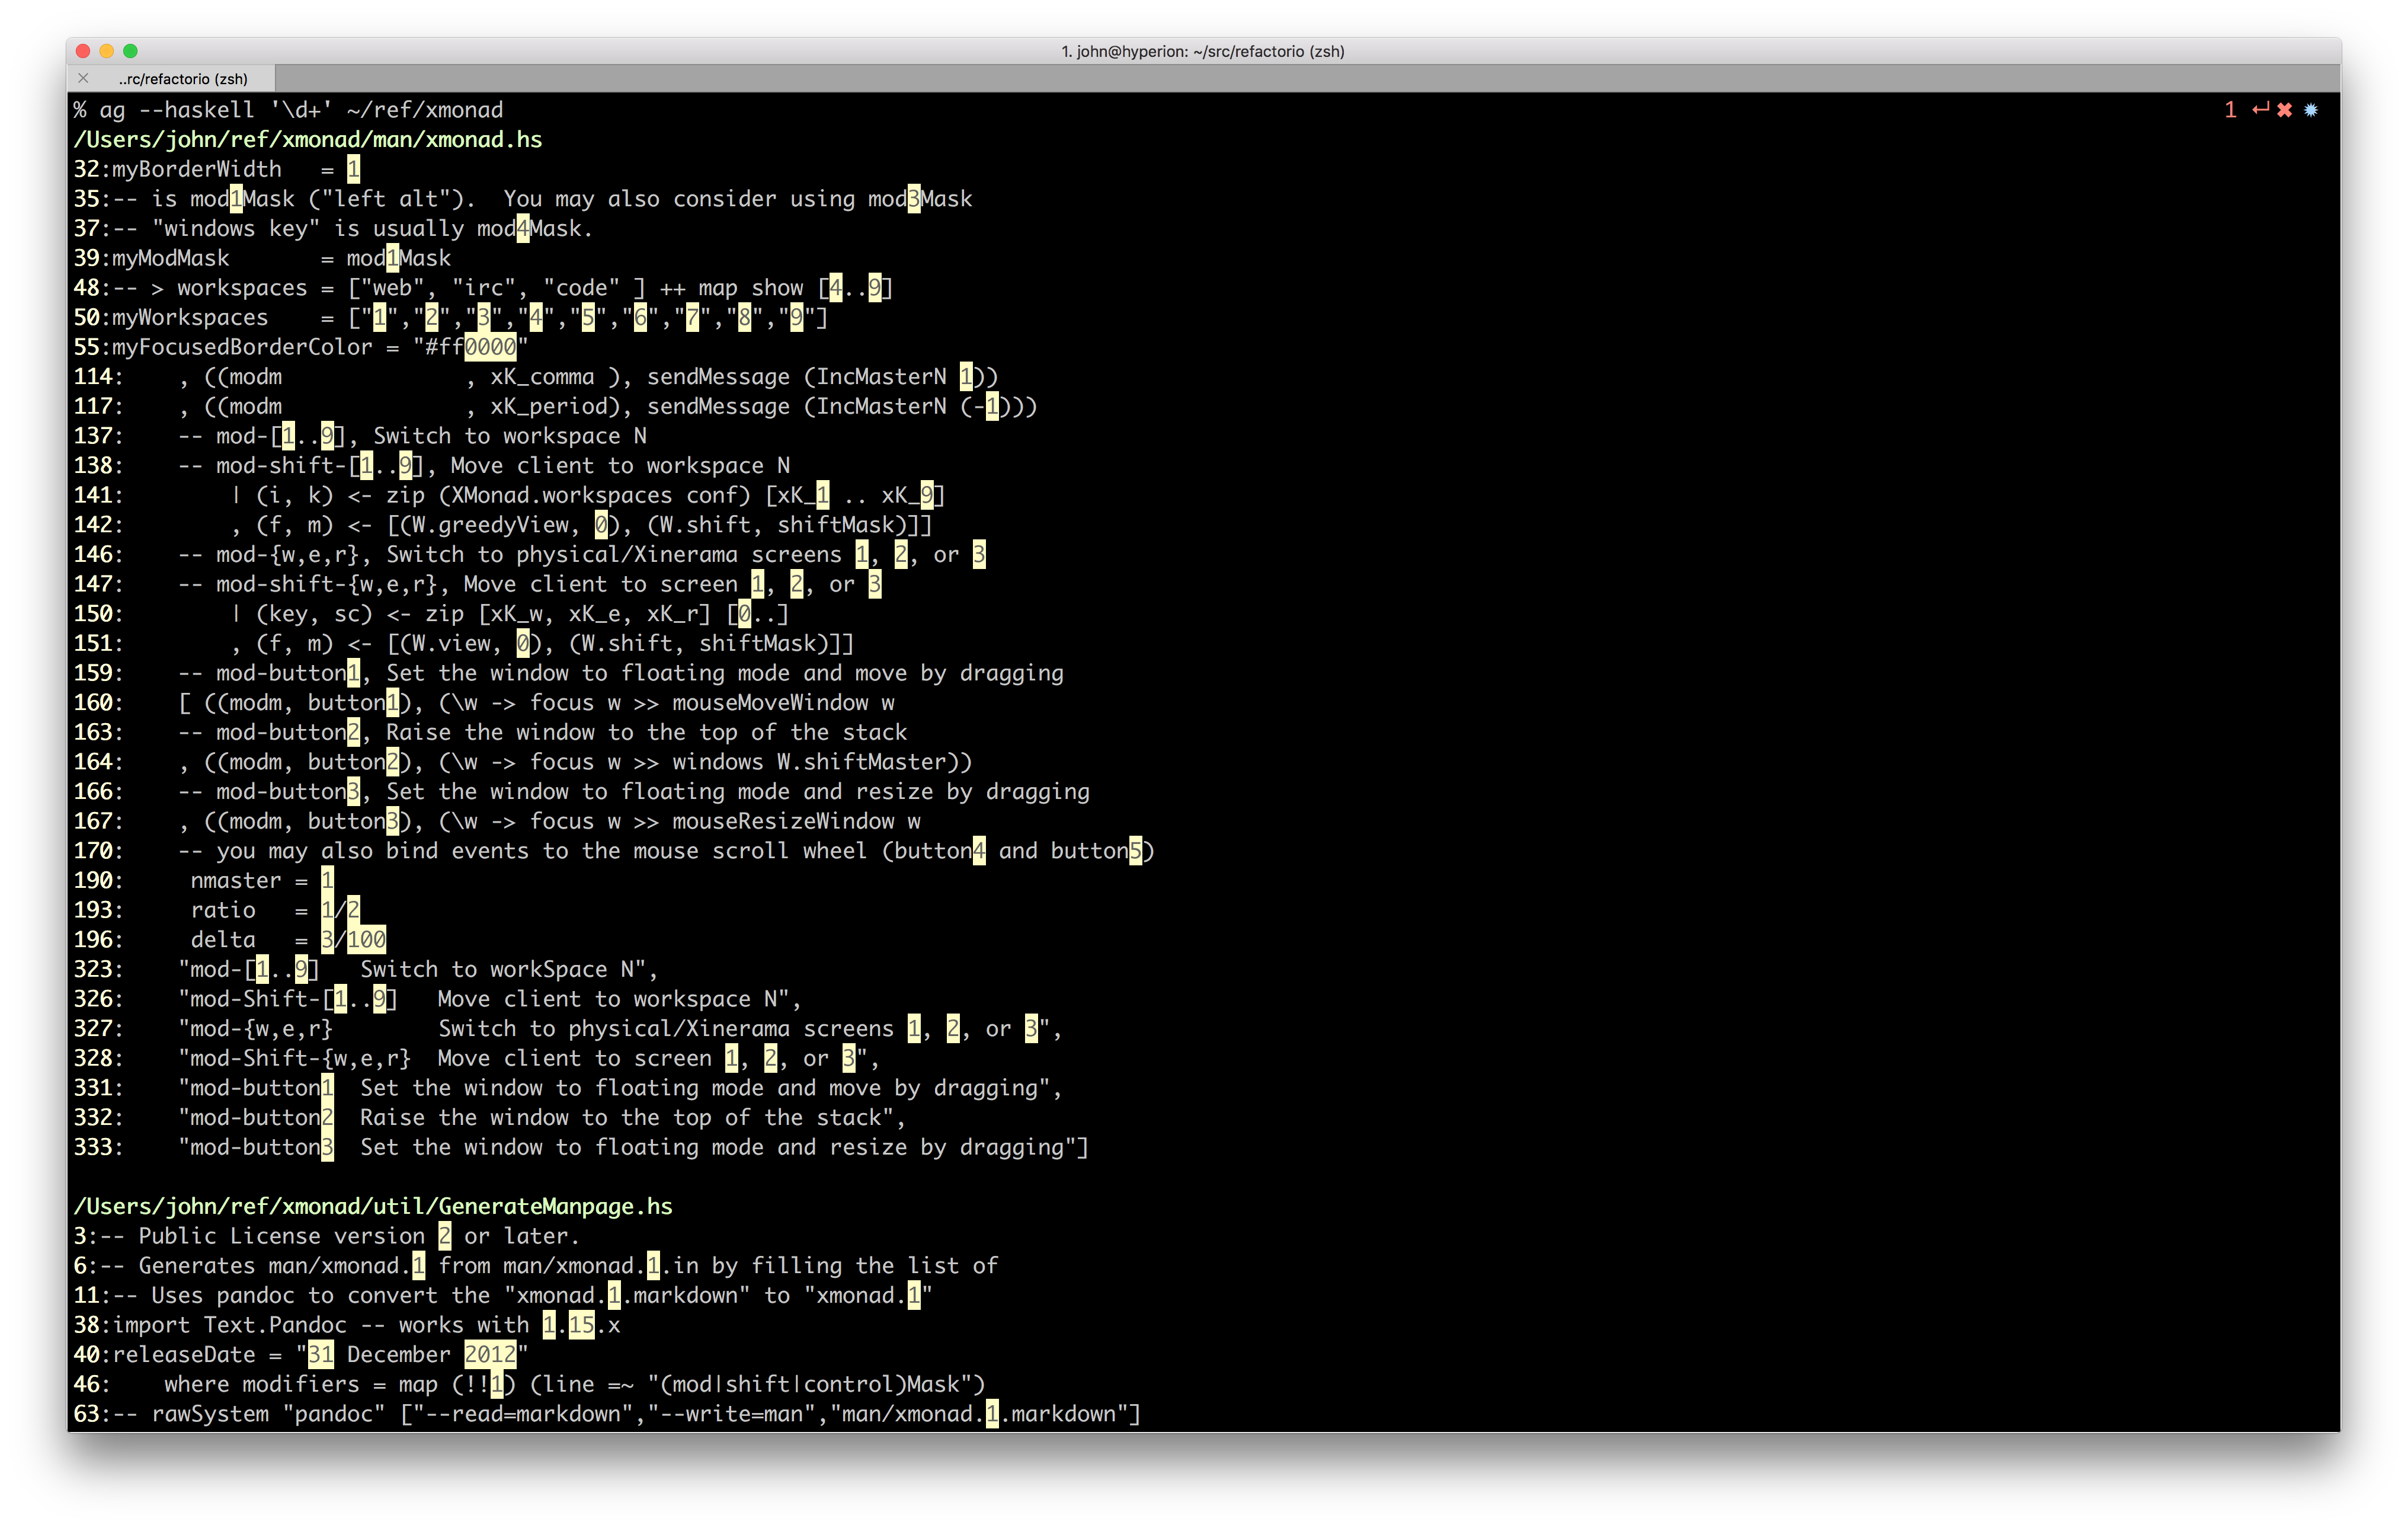 1. john@hyperion: ~/src/refactorio (zsh)
..rc/refactorio (zsh)
% ag --haskell '\d+' ~/ref/xmonad 1 ↵ ✖ ✹
/Users/john/ref/xmonad/man/xmonad.hs
32:myBorderWidth   = 1
35:-- is mod1Mask ("left alt").  You may also consider using mod3Mask
37:-- "windows key" is usually mod4Mask.
39:myModMask       = mod1Mask
48:-- > workspaces = ["web", "irc", "code" ] ++ map show [4..9]
50:myWorkspaces    = ["1","2","3","4","5","6","7","8","9"]
55:myFocusedBorderColor = "#ff0000"
114:    , ((modm              , xK_comma ), sendMessage (IncMasterN 1))
117:    , ((modm              , xK_period), sendMessage (IncMasterN (-1)))
137:    -- mod-[1..9], Switch to workspace N
138:    -- mod-shift-[1..9], Move client to workspace N
141:        | (i, k) <- zip (XMonad.workspaces conf) [xK_1 .. xK_9]
142:        , (f, m) <- [(W.greedyView, 0), (W.shift, shiftMask)]]
146:    -- mod-{w,e,r}, Switch to physical/Xinerama screens 1, 2, or 3
147:    -- mod-shift-{w,e,r}, Move client to screen 1, 2, or 3
150:        | (key, sc) <- zip [xK_w, xK_e, xK_r] [0..]
151:        , (f, m) <- [(W.view, 0), (W.shift, shiftMask)]]
159:    -- mod-button1, Set the window to floating mode and move by dragging
160:    [ ((modm, button1), (\w -> focus w >> mouseMoveWindow w
163:    -- mod-button2, Raise the window to the top of the stack
164:    , ((modm, button2), (\w -> focus w >> windows W.shiftMaster))
166:    -- mod-button3, Set the window to floating mode and resize by dragging
167:    , ((modm, button3), (\w -> focus w >> mouseResizeWindow w
170:    -- you may also bind events to the mouse scroll wheel (button4 and button5)
190:     nmaster = 1
193:     ratio   = 1/2
196:     delta   = 3/100
323:    "mod-[1..9]   Switch to workSpace N",
326:    "mod-Shift-[1..9]   Move client to workspace N",
327:    "mod-{w,e,r}        Switch to physical/Xinerama screens 1, 2, or 3",
328:    "mod-Shift-{w,e,r}  Move client to screen 1, 2, or 3",
331:    "mod-button1  Set the window to floating mode and move by dragging",
332:    "mod-button2  Raise the window to the top of the stack",
333:    "mod-button3  Set the window to floating mode and resize by dragging"]
/Users/john/ref/xmonad/util/GenerateManpage.hs
3:-- Public License version 2 or later.
6:-- Generates man/xmonad.1 from man/xmonad.1.in by filling the list of
11:-- Uses pandoc to convert the "xmonad.1.markdown" to "xmonad.1"
38:import Text.Pandoc -- works with 1.15.x
40:releaseDate = "31 December 2012"
46:    where modifiers = map (!!1) (line =~ "(mod|shift|control)Mask")
63:-- rawSystem "pandoc" ["--read=markdown","--write=man","man/xmonad.1.markdown"]